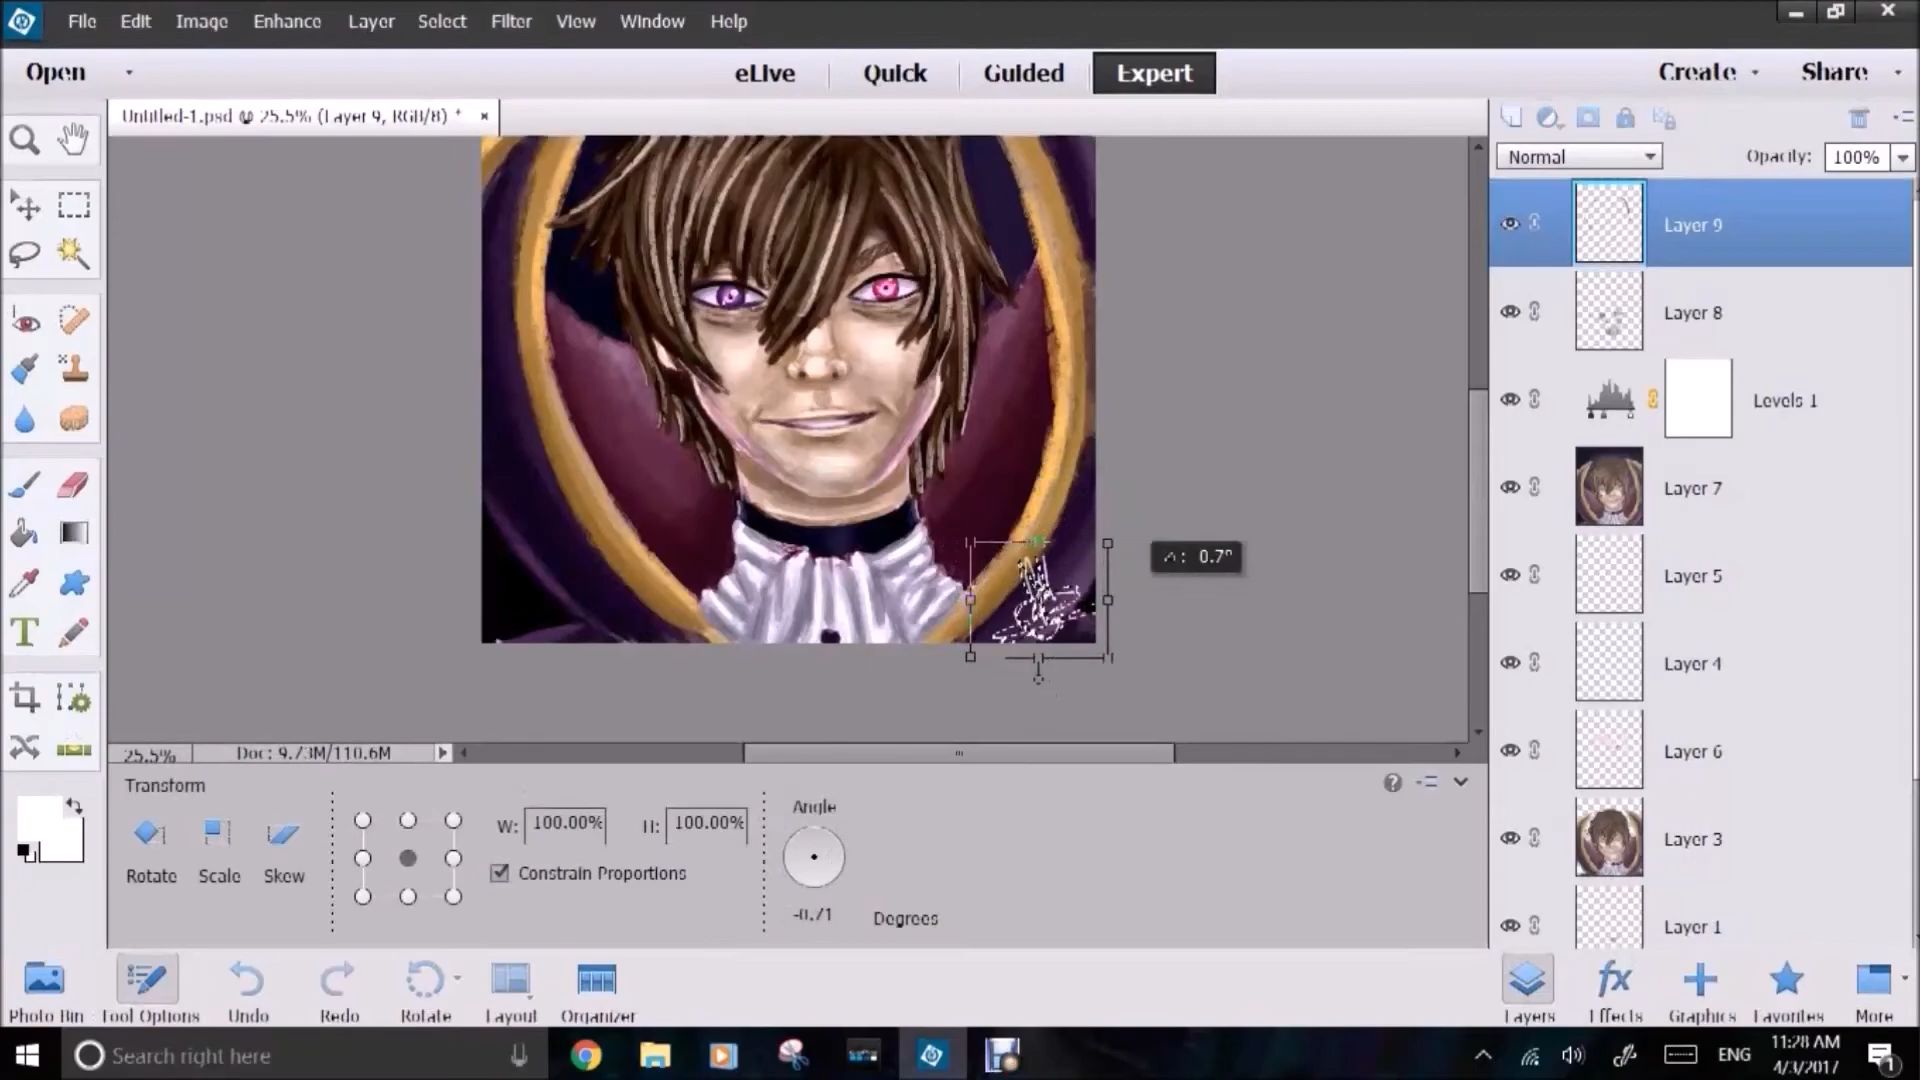 File Edit Image Enhance Layer Select Filter View Window Help
Open eLive Quick Guided Expert Create Share
Untitled-1.psd @ 25.5% (Layer 9, RGB/8) * ×
Normal Opacity: 100%
Layer 9
Layer 8
Levels 1
Layer 7
Layer 5
Layer 4
Layer 6
Layer 3
Layer 1
: 0.7°
25.5% Doc: 9.73M/110.6M
Transform
Rotate Scale Skew
W: 100.00% H: 100.00%
Constrain Proportions
Angle
-0.71 Degrees
Photo Bin Tool Options Undo Redo Rotate Layout Organizer Layers Effects Graphics Favorites More
Search right here
ENG 11:28 AM
4/3/2017
1